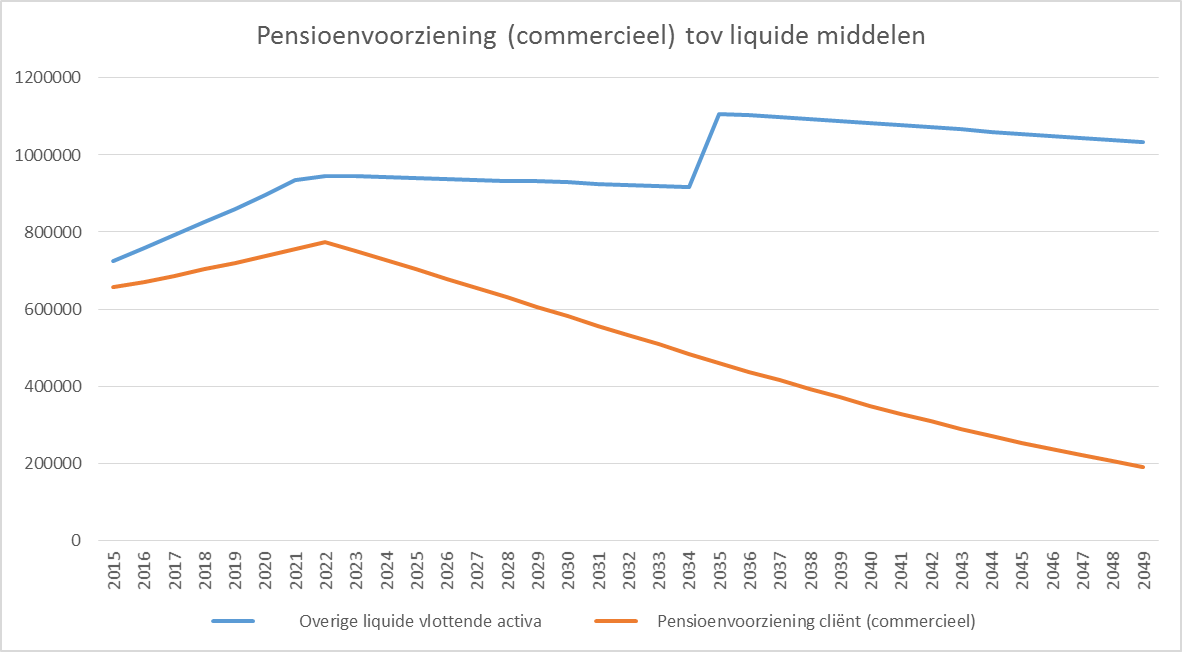 Pensioenvoorziening (commercieel) tov liquide middelen
1200000
1000000
800000
600000
400000
200000
0
2015 2016 2017 2018 2019 2020 2021 2022 2023 2024 2025 2026 2027 2028 2029 2030 2031 2032 2033 2034 2035 2036 2037 2038 2039 2040 2041 2042 2043 2044 2045 2046 2047 2048 2049
Overige liquide vlottende activa Pensioenvoorziening cliënt (commercieel)